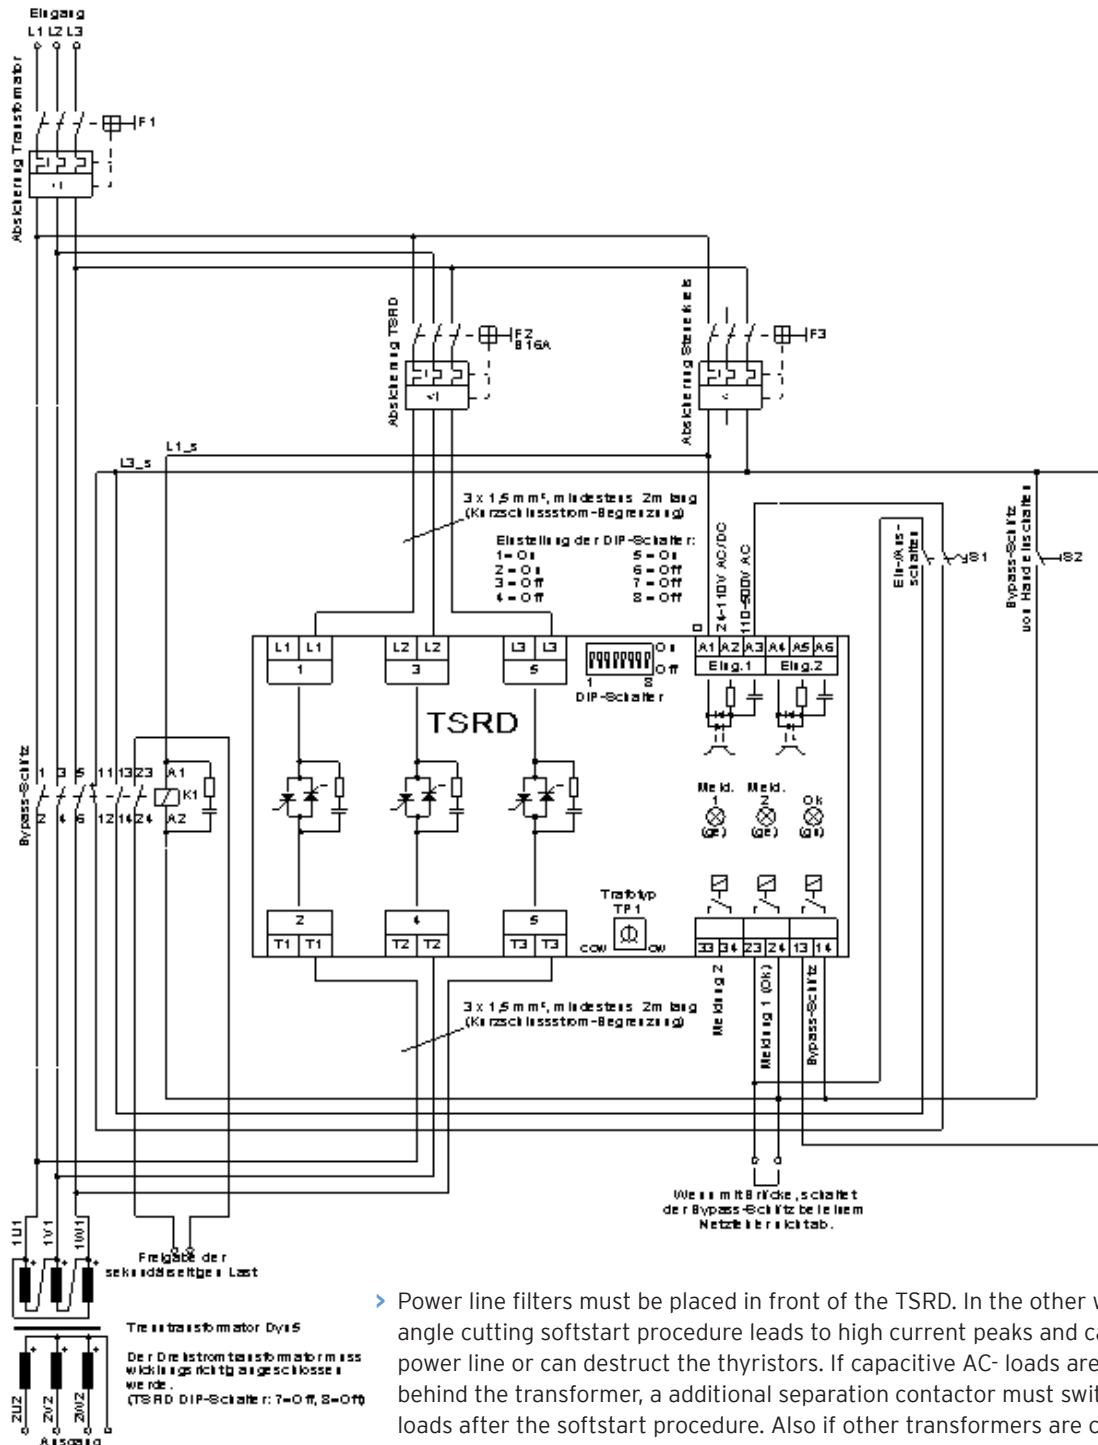 Eingang
L1 L2 L3
Absicherung Transformator
F1
Absicherung TSRD
F2
B16A
Absicherung Steuerkreis
F3
L1_s
L3_s
3 x 1,5 mm², mindestens 2m lang
(Kurzschlussstrom-Begrenzung)
Einstellung der DIP-Schalter:
1 = On 5 = On
2 = On 6 = Off
3 = Off 7 = Off
4 = Off 8 = Off
24-110V AC/DC
110-500V AC
Ein-/Aus-
schalten
S1
Bypass-Schütz
von Hand einschalten
S2
L1 L1 L2 L2 L3 L3
1 3 5
On
Off
1 8
DIP-Schalter
A1 A2 A3 A4 A5 A6
Eing.1 Eing.2
TSRD
Bypass-Schütz
1 3 5 11 13 23 A1
K1
2 4 6 12 14 24 A2
Meld. Meld.
1 2 Ok
(ge) (ge) (gn)
Trafotyp
TP1
CCW CW
2 4 5
T1 T1 T2 T2 T3 T3
33 34 23 24 13 14
Meldung 2
Meldung 1 (Ok)
Bypass-Schütz
3 x 1,5 mm², mindestens 2m lang
(Kurzschlussstrom-Begrenzung)
Wenn mit Brücke, schaltet
der Bypass-Schütz bei einem
Netzfehler nicht ab.
1U1 1V1 1W1
Freigabe der
sekundärseitigen Last
Trenntransformator Dyn5
Der Drehstromtransformator muss
wicklungsrichtig angeschlossen
werde.
(TSRD DIP-Schalter: 7=Off, 8=Off)
2U2 2V2 2W2
Ausgang
> Power line filters must be placed in front of the TSRD. In the other
angle cutting softstart procedure leads to high current peaks and
power line or can destruct the thyristors. If capacitive AC- loads are
behind the transformer, a additional separation contactor must
loads after the softstart procedure. Also if other transformers are